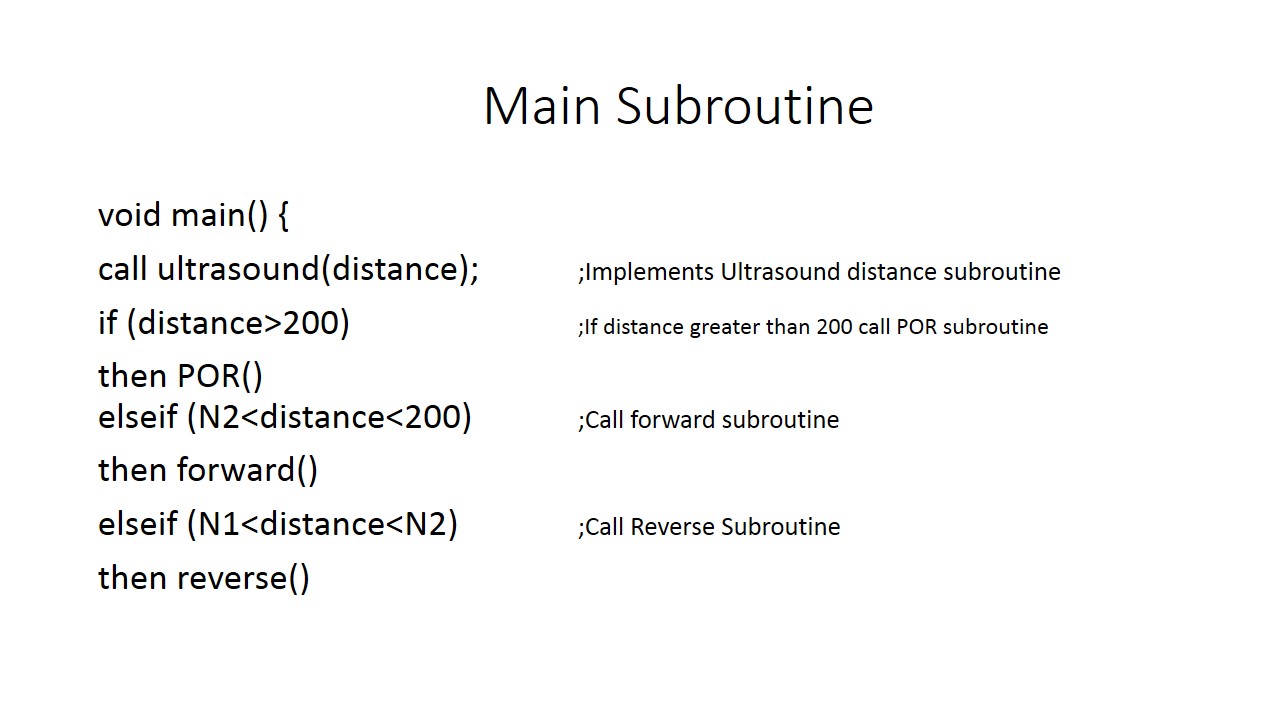 Main Subroutine
void main() {
call ultrasound(distance); ;Implements Ultrasound distance subroutine
if (distance>200) ;If distance greater than 200 call POR subroutine
then POR()
elseif (N2<distance<200) ;Call forward subroutine
then forward()
elseif (N1<distance<N2) ;Call Reverse Subroutine
then reverse()